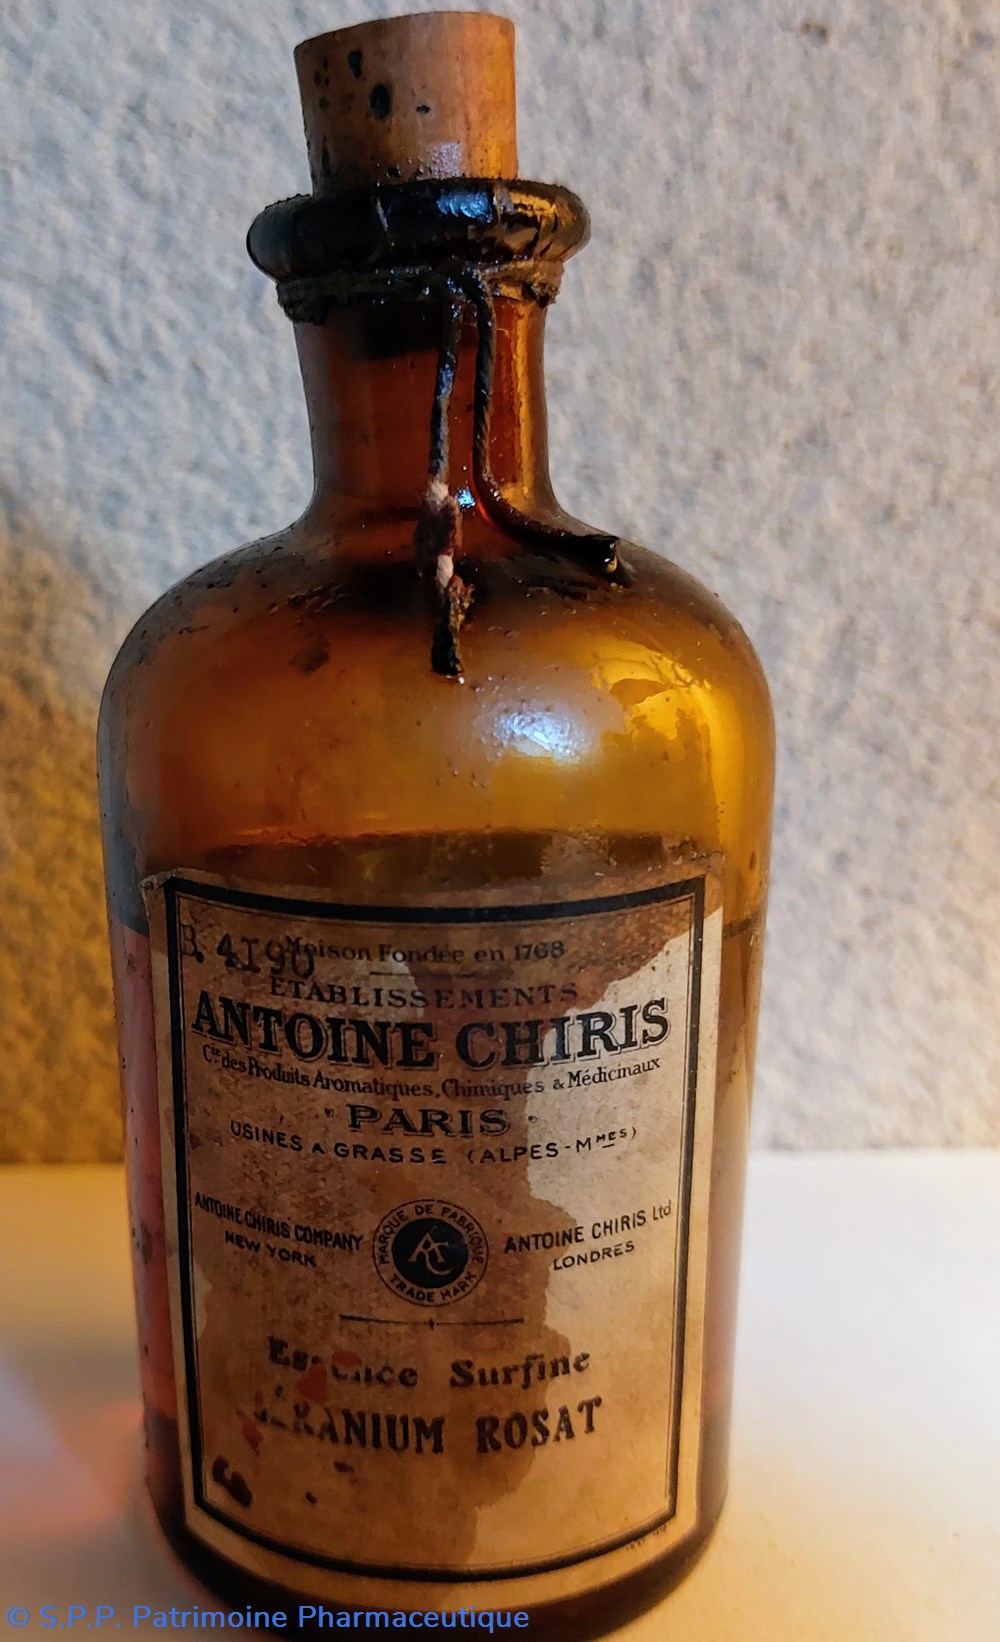 B. 4190
Maison Fondée en 1768
ETABLISSEMENTS
ANTOINE CHIRIS
Cie des Produits Aromatiques, Chimiques & Médicinaux
PARIS
USINES A GRASSE (ALPES-MMES)
ANTOINE CHIRIS COMPANY
NEW YORK
MARQUE DE FABRIQUE
AC
TRADE MARK
ANTOINE CHIRIS Ltd
LONDRES
Essence Surfine
GERANIUM ROSAT
© S.P.P. Patrimoine Pharmaceutique